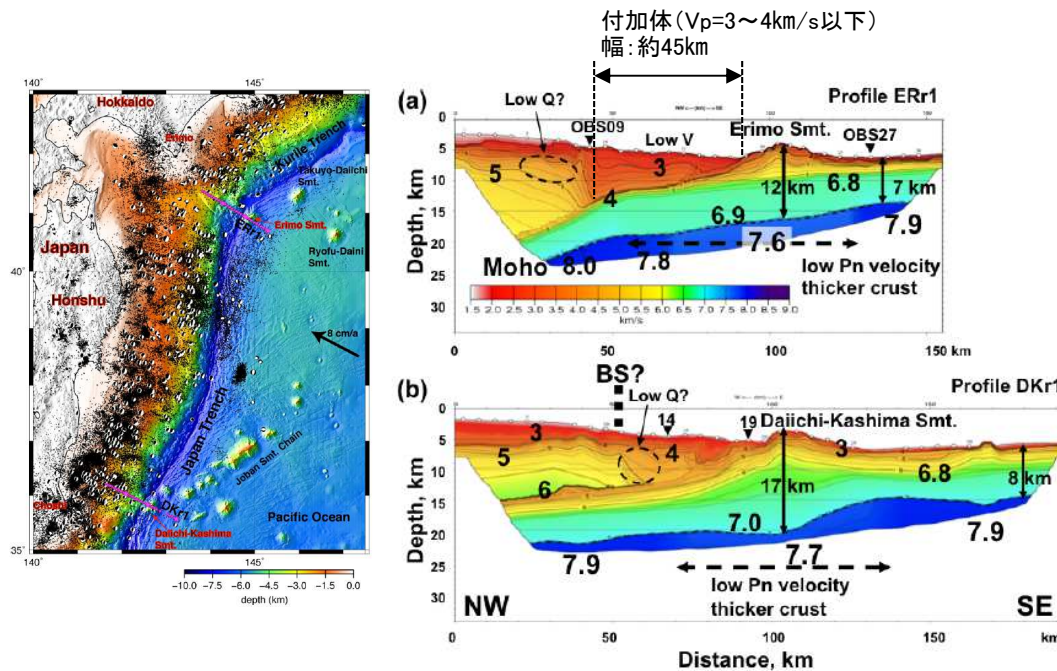 付加体(Vp=3~4km/s以下)
幅:約45km
140°
145°
Hokkaido
Erimo
Kurile Trench
Takuyo-Daiichi
Smt.
ERr1
Erimo Smt.
Ryofu-Daini
Smt.
Japan
40°
Honshu
8 cm/a
Japan Trench
Joban Smt. Chain
DKr1
Pacific Ocean
Daiichi-Kashima
Smt.
35°
140°
145°
-10.0 -7.5 -6.0 -4.5 -3.0 -1.5 0.0
depth (km)
(a)
Profile ERr1
Low Q?
OBS09
Low V
Erimo Smt.
OBS27
5
3
4
12 km
6.8
7 km
6.9
7.6
7.9
Moho
8.0
7.8
low Pn velocity
thicker crust
1.5 2.0 2.5 3.0 3.5 4.0 4.5 5.0 5.5 6.0 6.5 7.0 7.5 8.0 8.5 9.0
km/s
Depth, km
0
5
10
15
20
25
30
0 50 100 150 km
(b)
BS?
Low Q?
Profile DKr1
14
19
Daiichi-Kashima Smt.
3
4
3
5
6
6.8
8 km
17 km
7.0
7.9
7.7
7.9
low Pn velocity
thicker crust
NW
SE
Depth, km
0
5
10
15
20
25
30
0 50 100 150
Distance, km